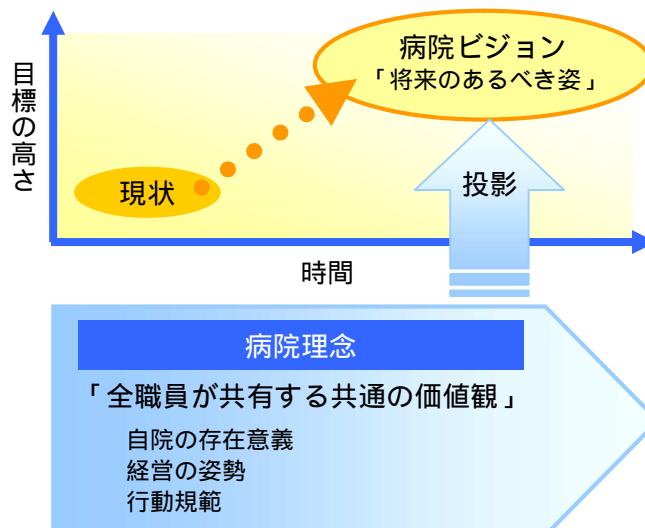 目標の高さ
病院ビジョン
「将来のあるべき姿」
現状
投影
時間
病院理念
「全職員が共有する共通の価値観」
自院の存在意義
経営の姿勢
行動規範